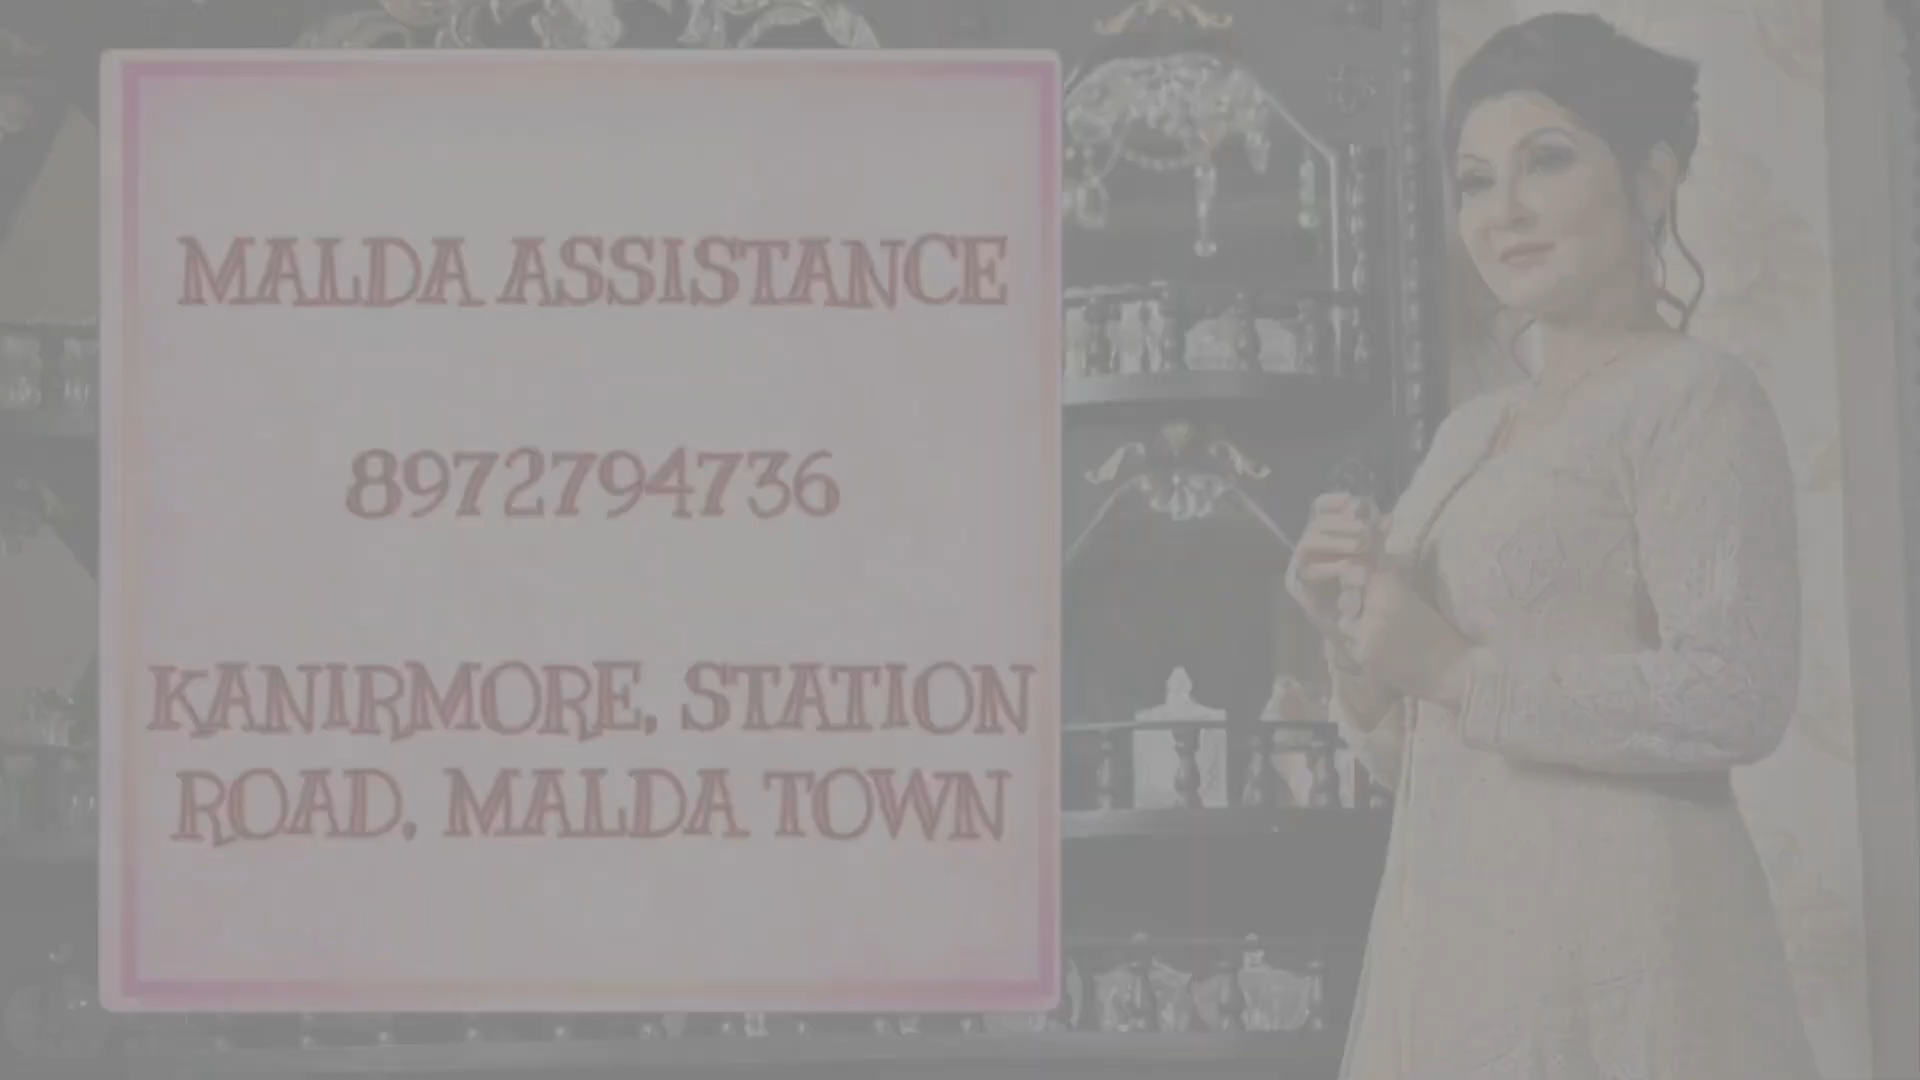 MALDA ASSISTANCE
8972794736
KANIRMORE, STATION
ROAD, MALDA TOWN